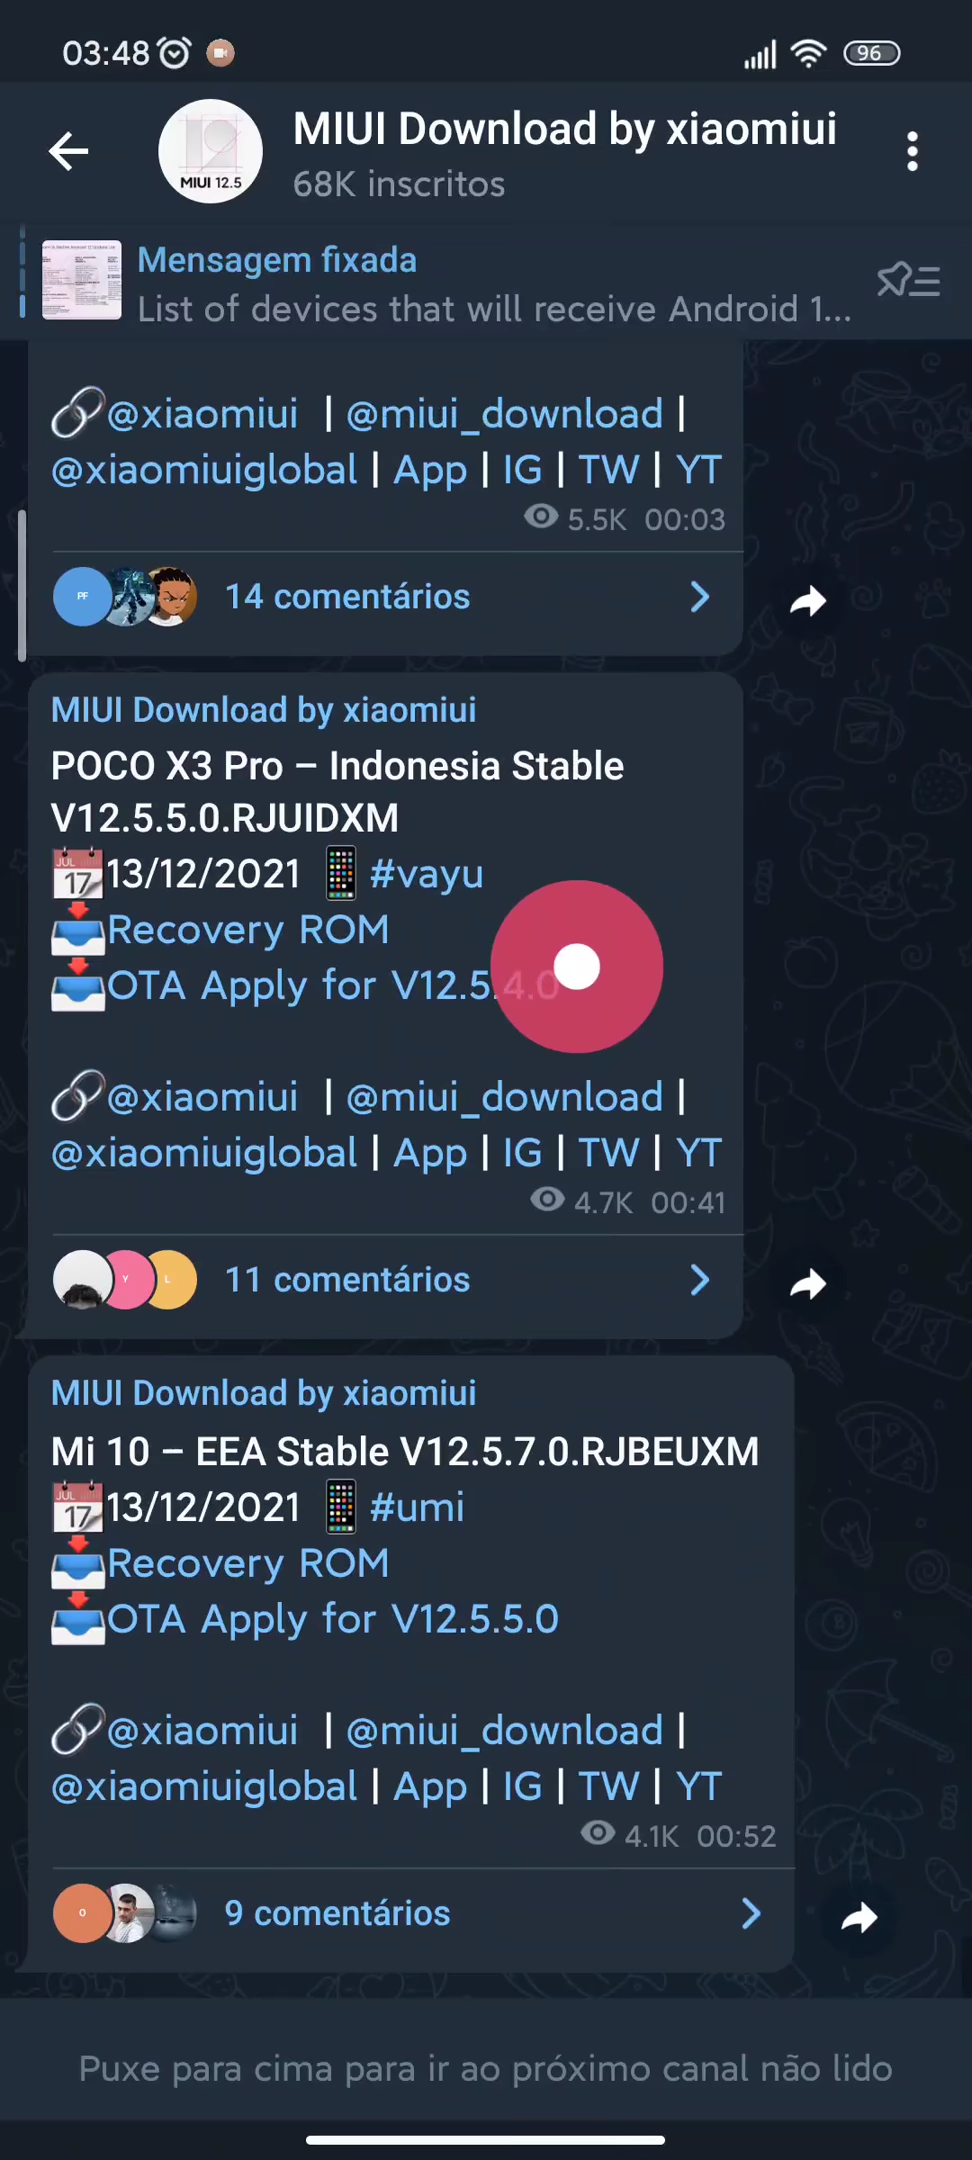 03:48
96
MIUI Download by xiaomiui
MIUI 12.5
68K inscritos
Mensagem fixada
List of devices that will receive Android 1...
@xiaomiui | @miui_download |
@xiaomiuiglobal | App | IG | TW | YT
5.5K 00:03
PF
14 comentários
MIUI Download by xiaomiui
POCO X3 Pro – Indonesia Stable
V12.5.5.0.RJUIDXM
JUL 17 13/12/2021 #vayu
Recovery ROM
OTA Apply for V12.5.4.0
@xiaomiui | @miui_download |
@xiaomiuiglobal | App | IG | TW | YT
4.7K 00:41
Y L
11 comentários
MIUI Download by xiaomiui
Mi 10 – EEA Stable V12.5.7.0.RJBEUXM
JUL 17 13/12/2021 #umi
Recovery ROM
OTA Apply for V12.5.5.0
@xiaomiui | @miui_download |
@xiaomiuiglobal | App | IG | TW | YT
4.1K 00:52
O
9 comentários
Puxe para cima para ir ao próximo canal não lido